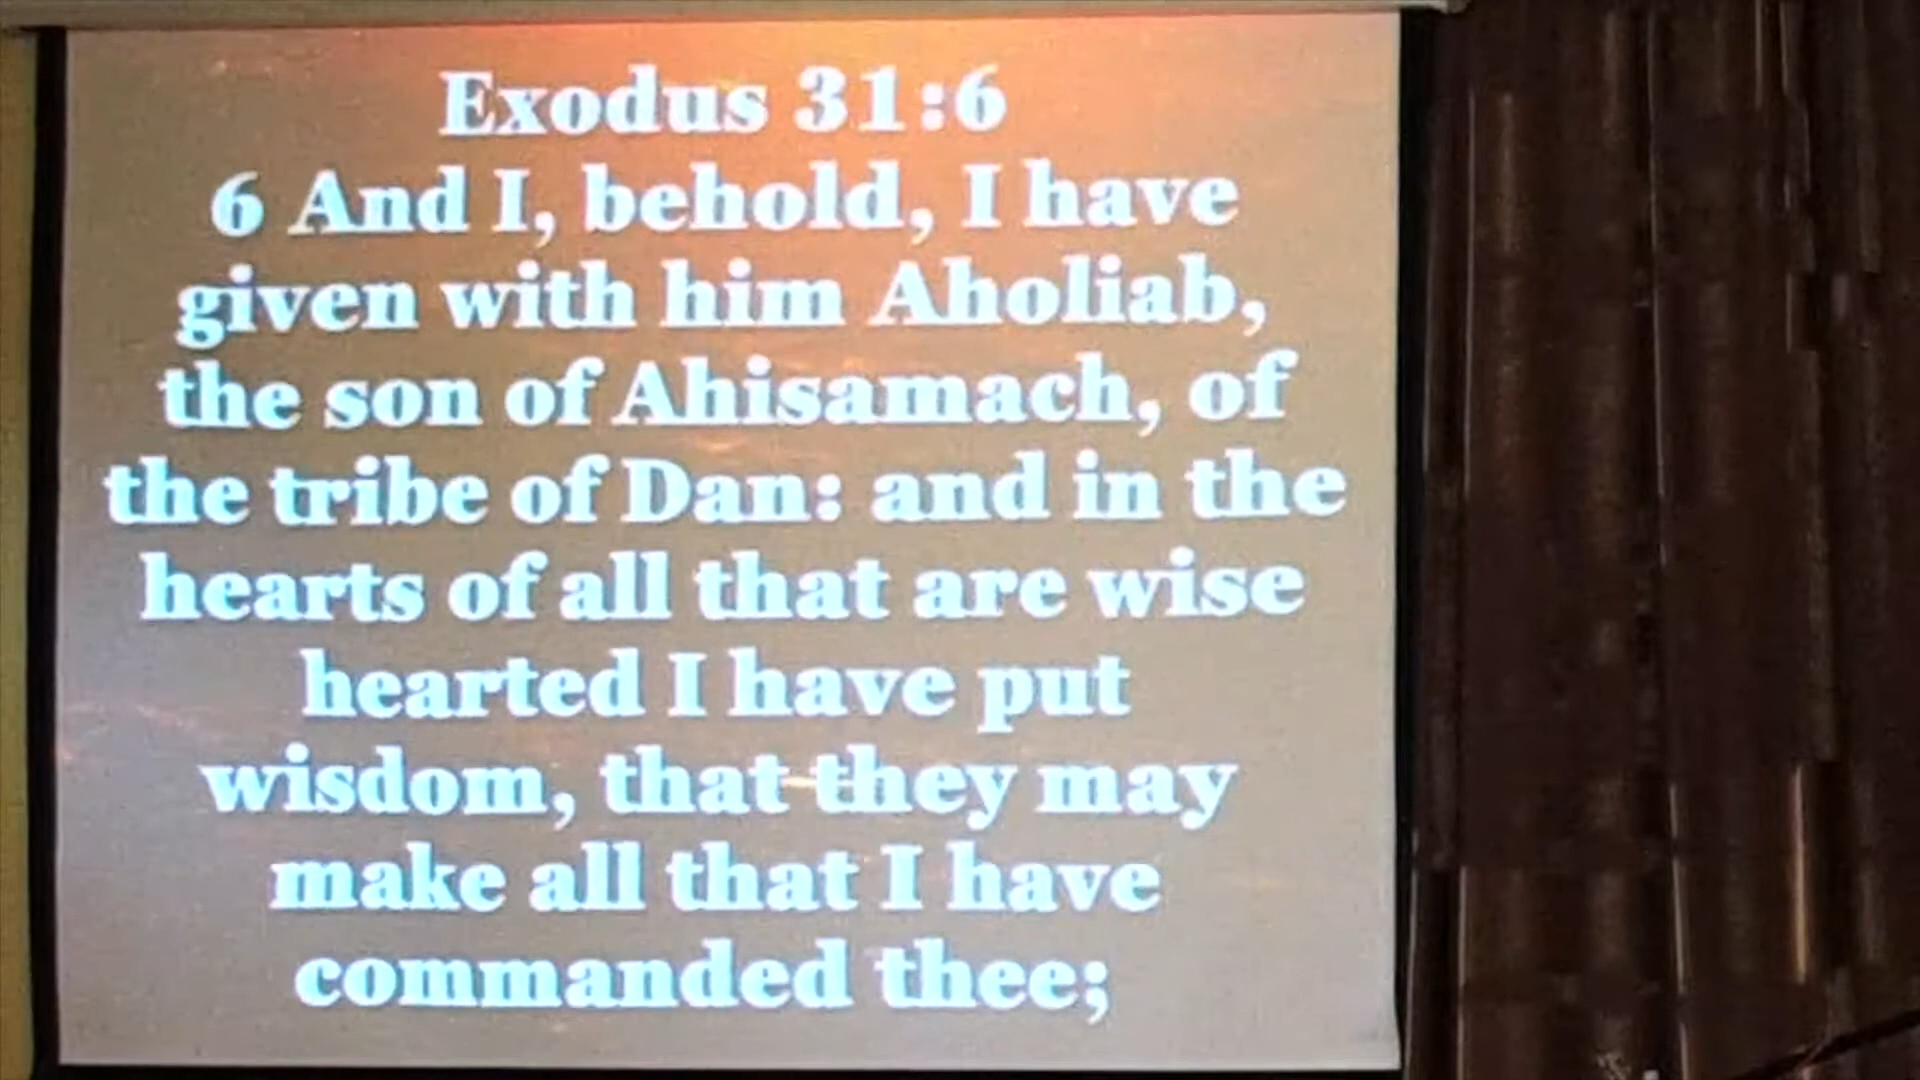 Exodus 31:6
6 And I, behold, I have
given with him Aholiab,
the son of Ahisamach, of
the tribe of Dan: and in the
hearts of all that are wise
hearted I have put
wisdom, that they may
make all that I have
commanded thee;